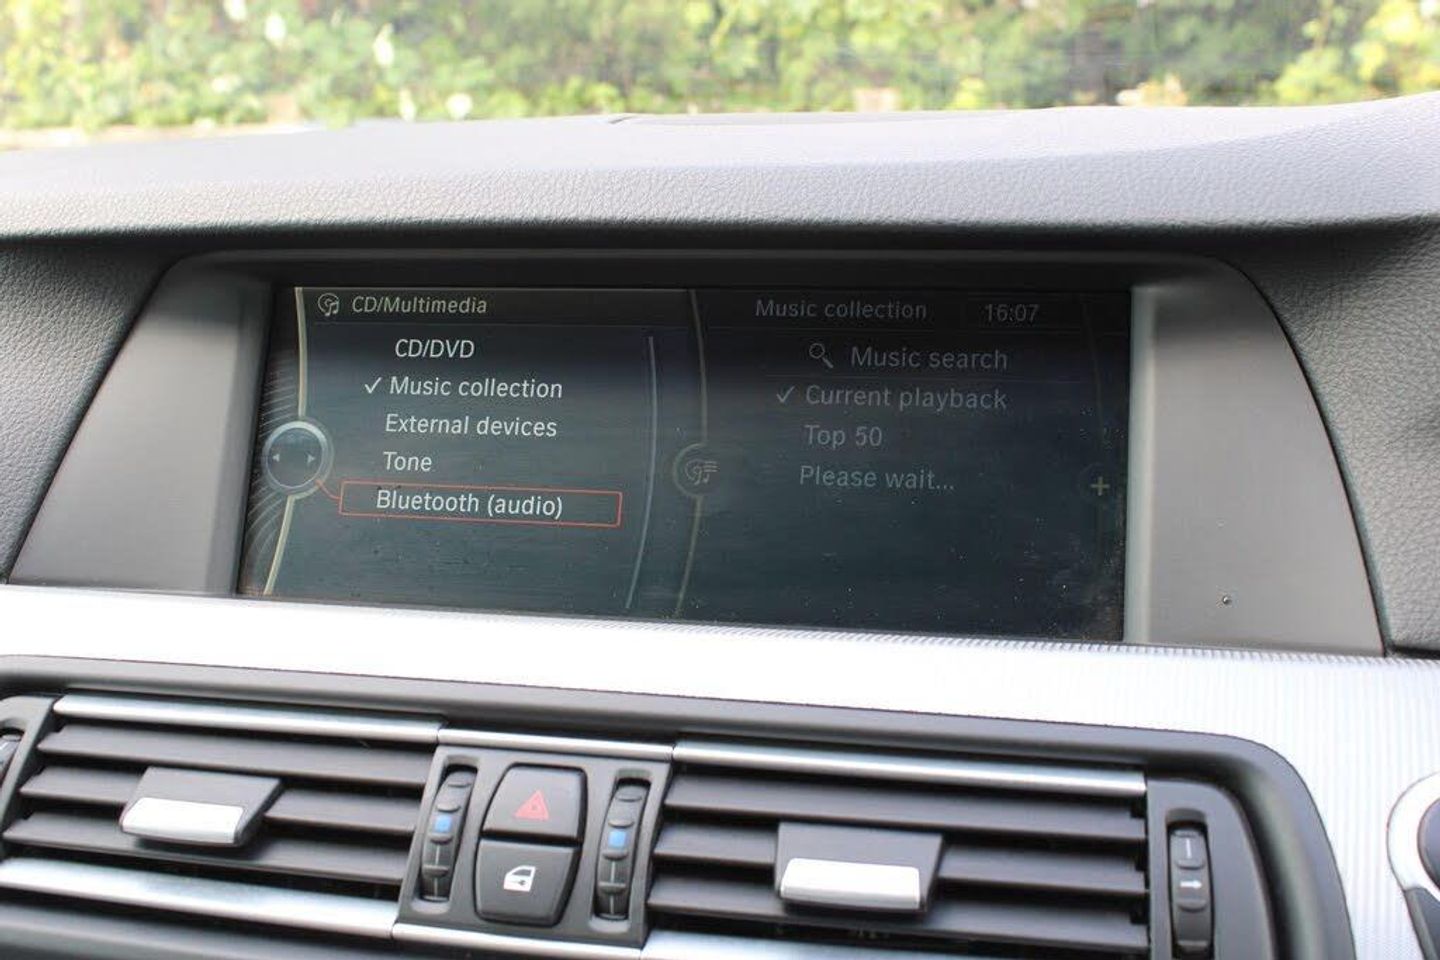 CD/Multimedia
CD/DVD
Music collection
External devices
Tone
Bluetooth (audio)
Music collection 16:07
Music search
Current playback
Top 50
Please wait...